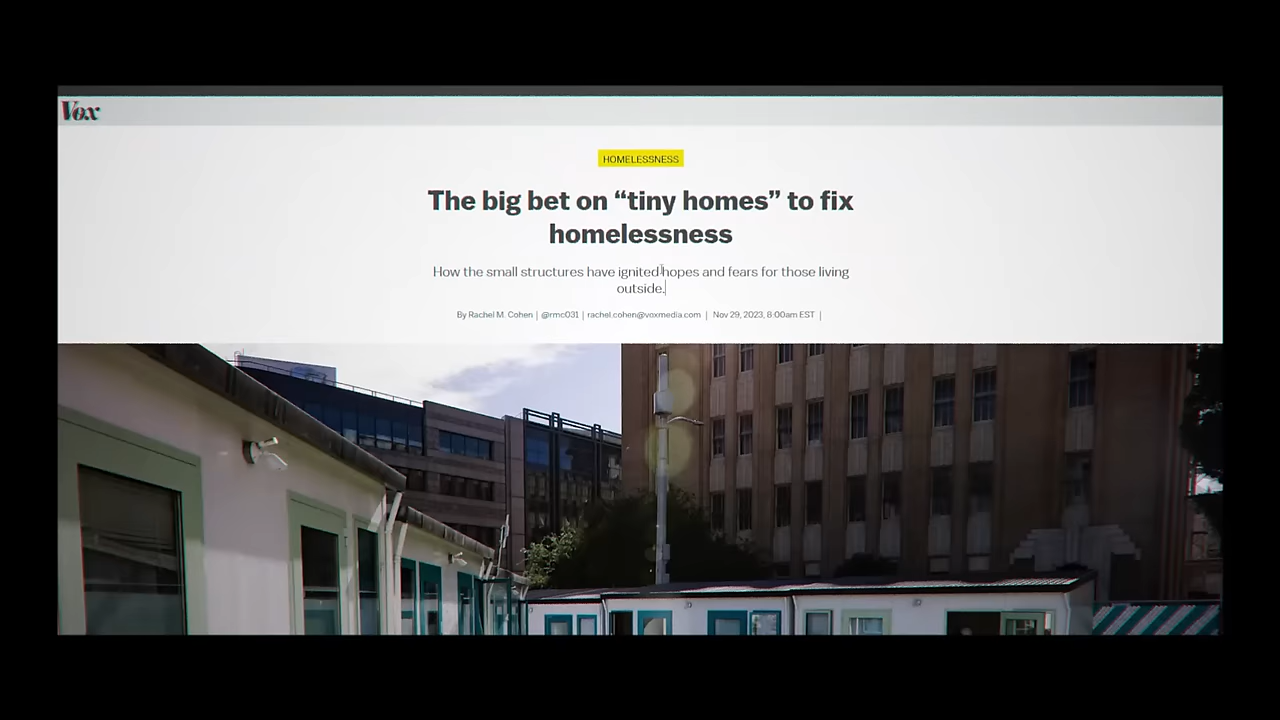 Vox
HOMELESSNESS
The big bet on “tiny homes” to fix
homelessness
How the small structures have ignited hopes and fears for those living
outside.
By Rachel M. Cohen | @rmc031 | rachel.cohen@voxmedia.com | Nov 29, 2023, 8:00am EST |